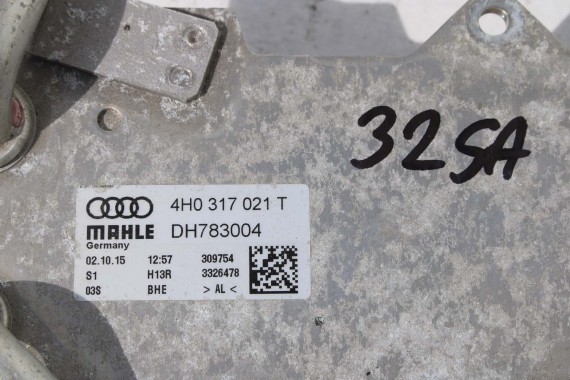 32SA
4H0 317 021 T
MAHLE DH783004
Germany
02.10.15 12:57 309754
S1 H13R 3326478
03S BHE > AL <